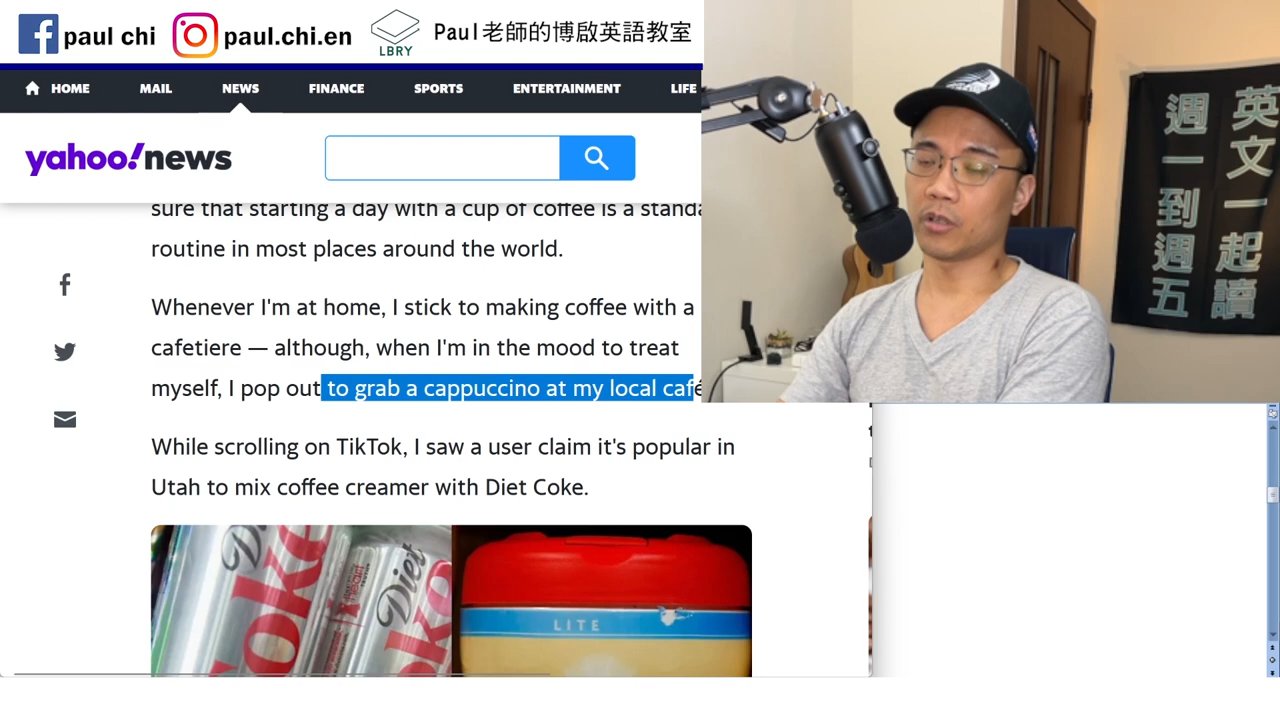 paul chi
paul.chi.en
LBRY
Paul老師的博啟英語教室
HOME
MAIL
NEWS
FINANCE
SPORTS
ENTERTAINMENT
LIFE
yahoo!news
sure that starting a day with a cup of coffee is a standa
routine in most places around the world.
Whenever I'm at home, I stick to making coffee with a
cafetiere — although, when I'm in the mood to treat
myself, I pop out to grab a cappuccino at my local café
While scrolling on TikTok, I saw a user claim it's popular in
Utah to mix coffee creamer with Diet Coke.
Coke
Diet
LITE
英文一起讀
週一到週五